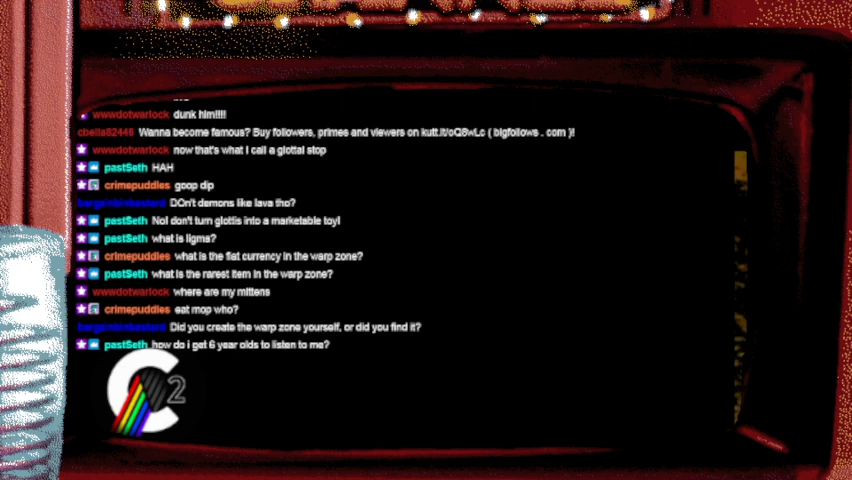 wwwdotwarlock dunk him!!!!
cbella82446 Wanna become famous? Buy followers, primes and viewers on kutt.it/oQ8wLc ( bigfollows . com )!
wwwdotwarlock now that's what I call a glottal stop
pastSeth HAH
crimepuddles goop dip
bargainbinbastard DOn't demons like lava tho?
pastSeth No! don't turn glottis into a marketable toy!
pastSeth what is ligma?
crimepuddles what is the fiat currency in the warp zone?
pastSeth what is the rarest item in the warp zone?
wwwdotwarlock where are my mittens
crimepuddles eat mop who?
bargainbinbastard Did you create the warp zone yourself, or did you find it?
pastSeth how do i get 6 year olds to listen to me?
C2